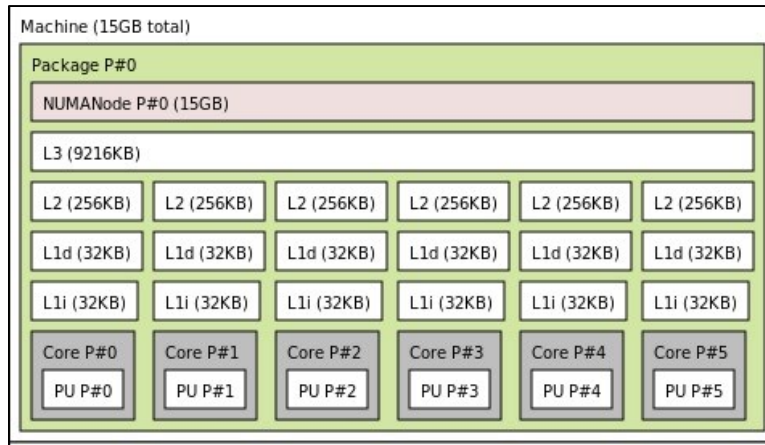 Machine (15GB total)
Package P#0
NUMANode P#0 (15GB)
L3 (9216KB)
L2 (256KB) L2 (256KB) L2 (256KB) L2 (256KB) L2 (256KB) L2 (256KB)
L1d (32KB) L1d (32KB) L1d (32KB) L1d (32KB) L1d (32KB) L1d (32KB)
L1i (32KB) L1i (32KB) L1i (32KB) L1i (32KB) L1i (32KB) L1i (32KB)
Core P#0 Core P#1 Core P#2 Core P#3 Core P#4 Core P#5
PU P#0 PU P#1 PU P#2 PU P#3 PU P#4 PU P#5